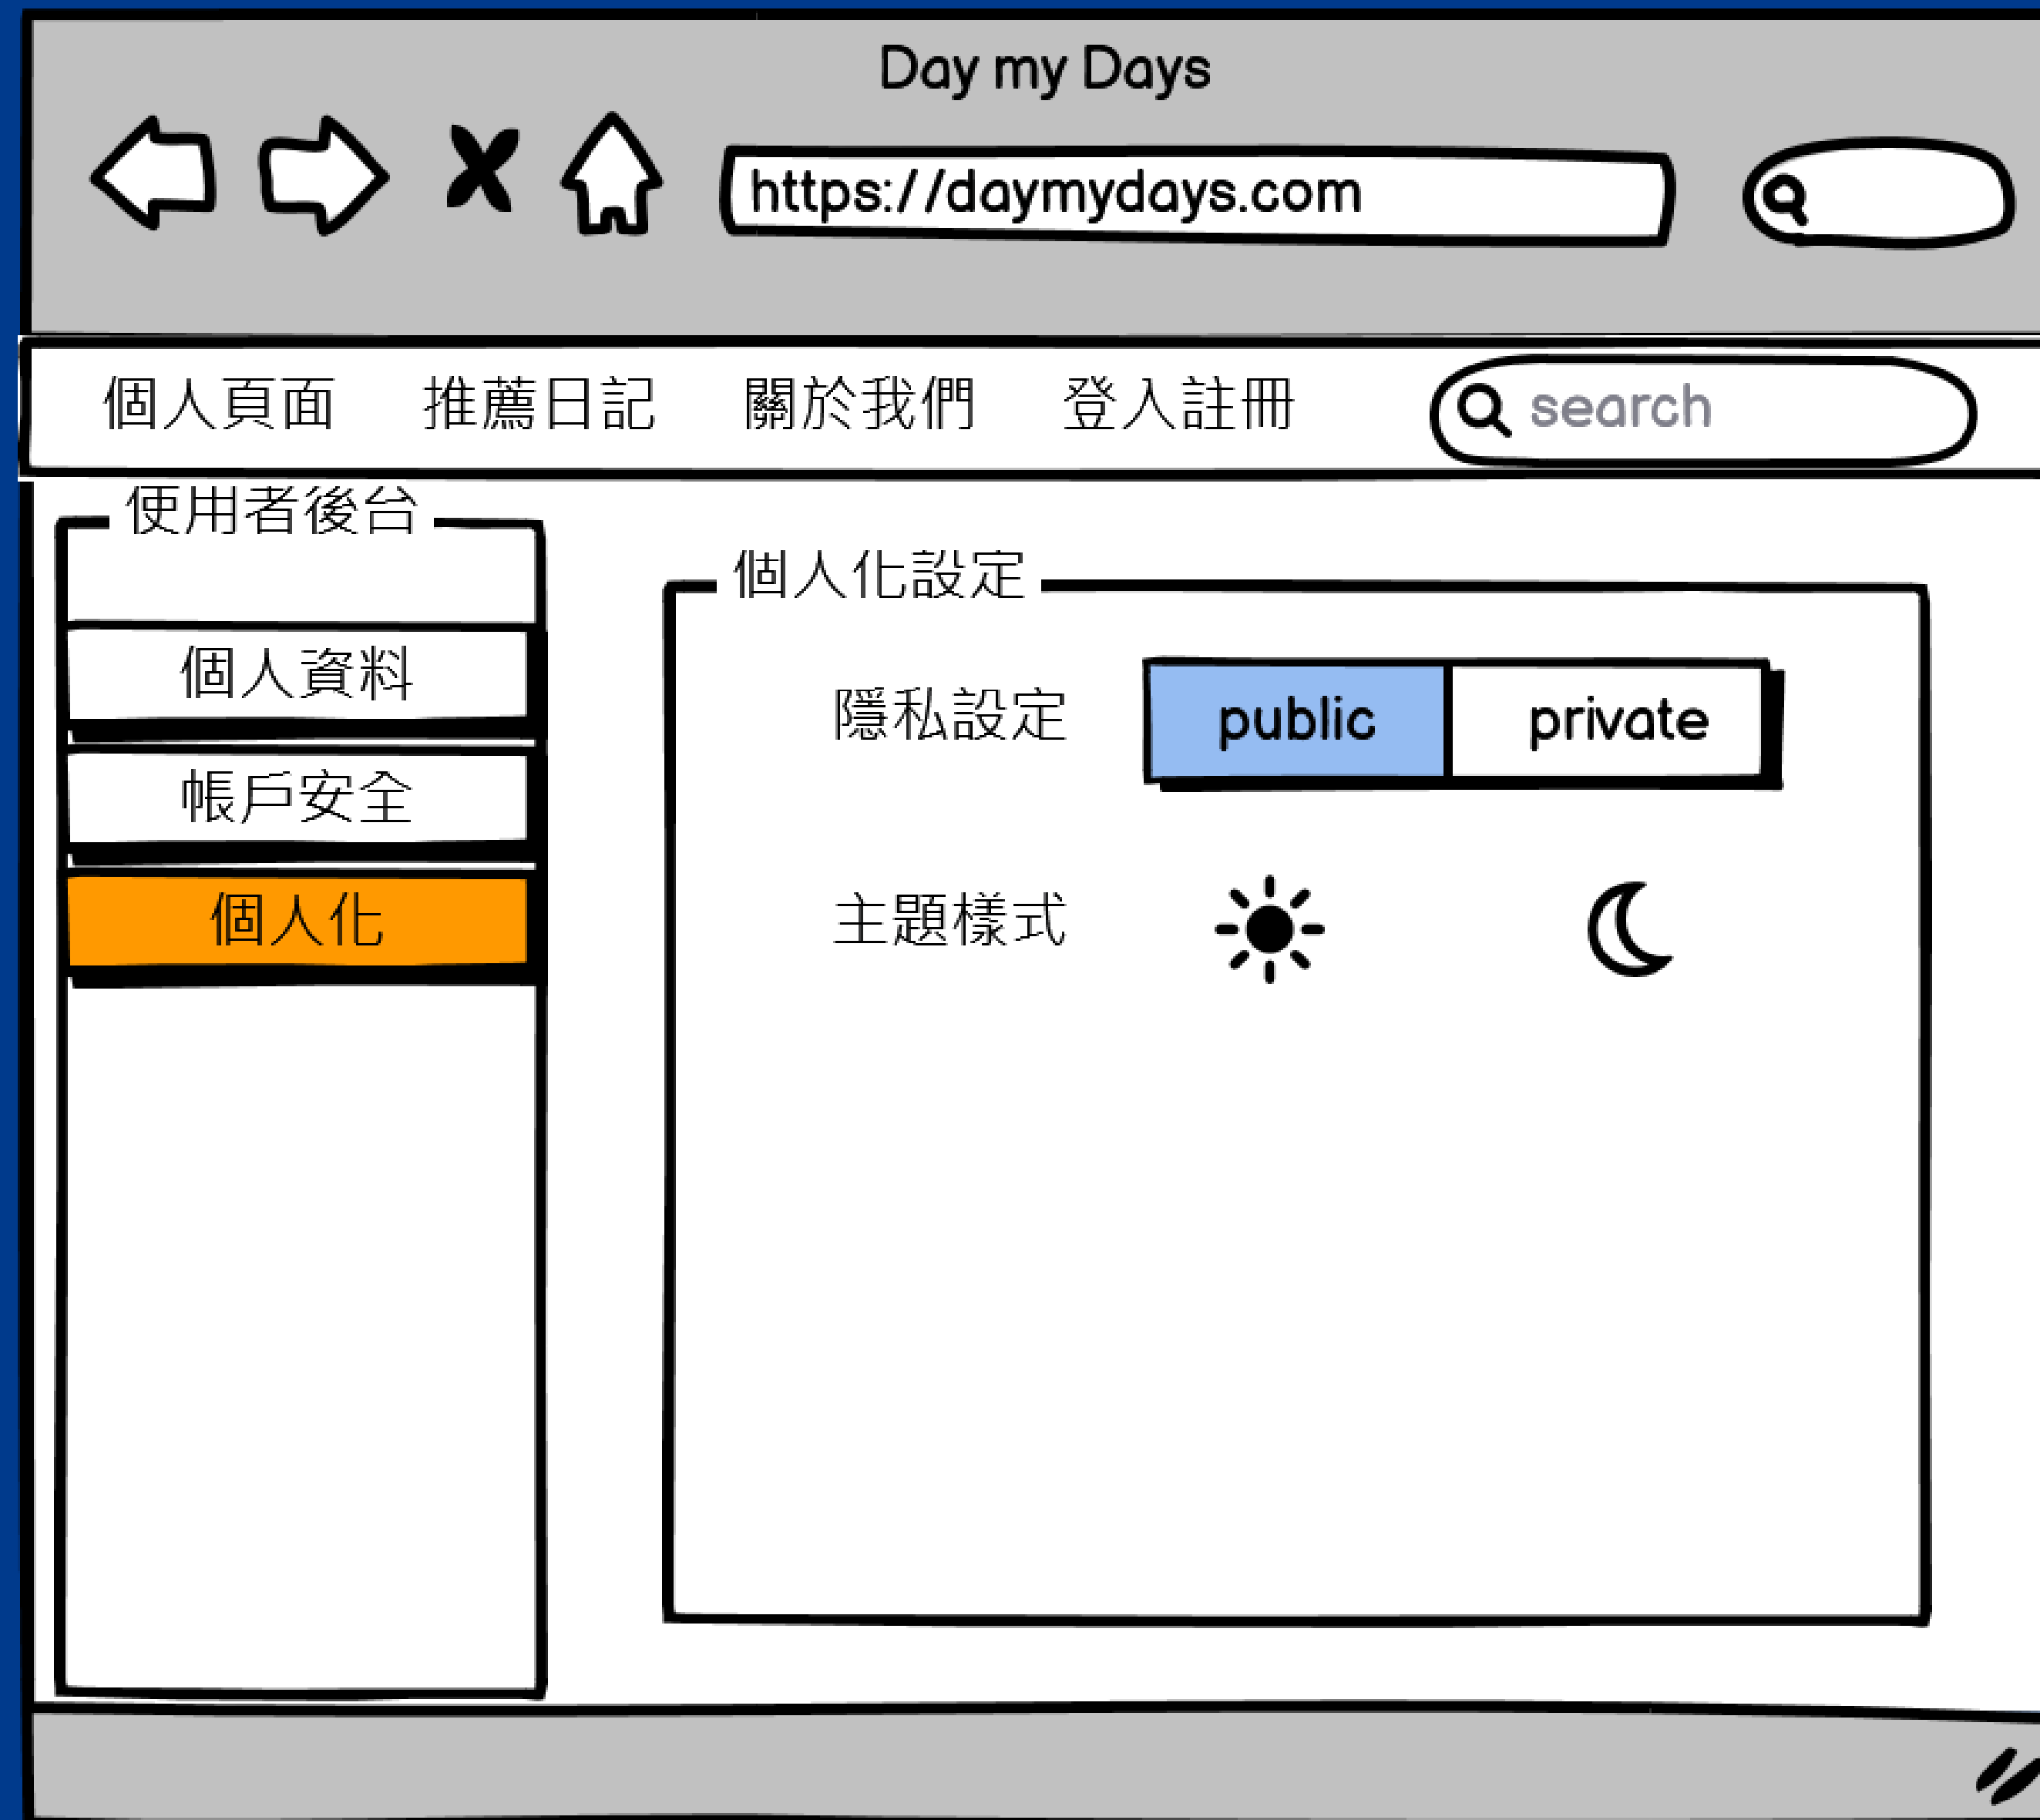 Day my Days
https://daymydays.com
個人頁面 推薦日記 關於我們 登入註冊 search
使用者後台
個人資料
帳戶安全
個人化
個人化設定
隱私設定 public private
主題樣式